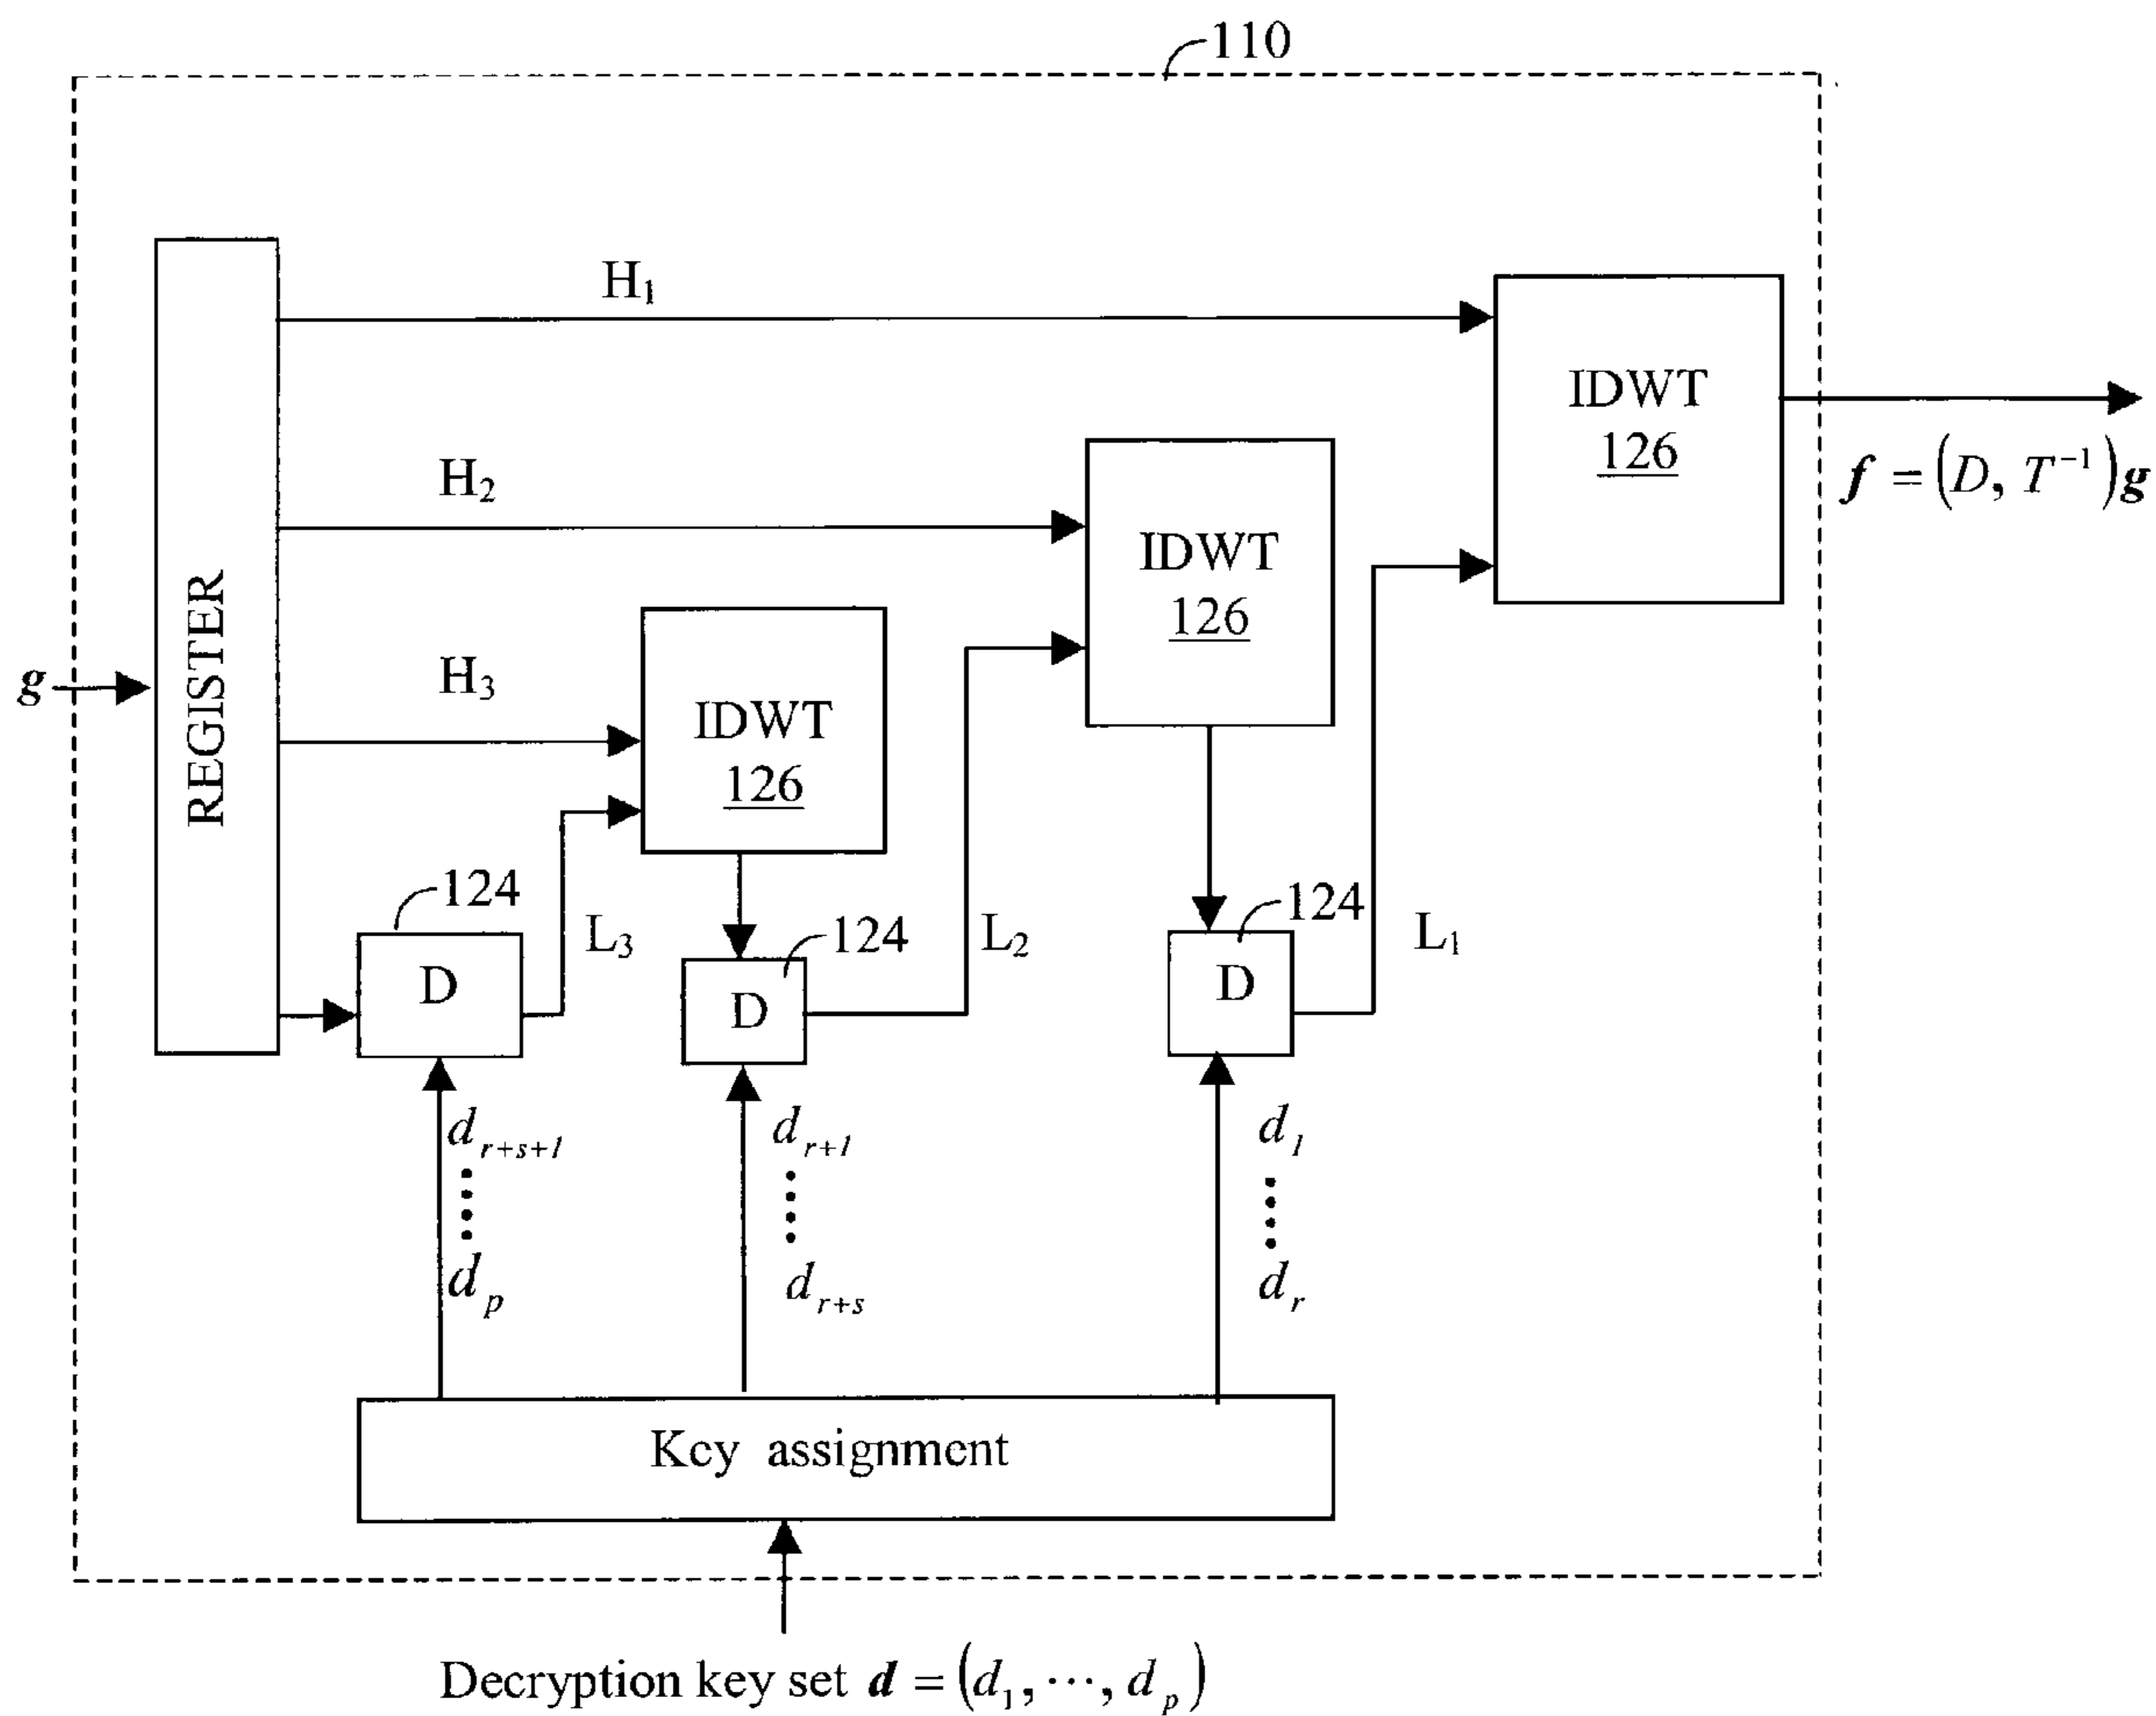 110
H₁
IDWT
126
f = (D, T⁻¹)g
H₂
IDWT
126
H₃
IDWT
126
g
REGISTER
124
D
L₃
124
D
L₂
124
D
L₁
d r+s+1
d p
d r+1
d r+s
d 1
d r
Key assignment
Decryption key set d = (d₁, ···, d p)